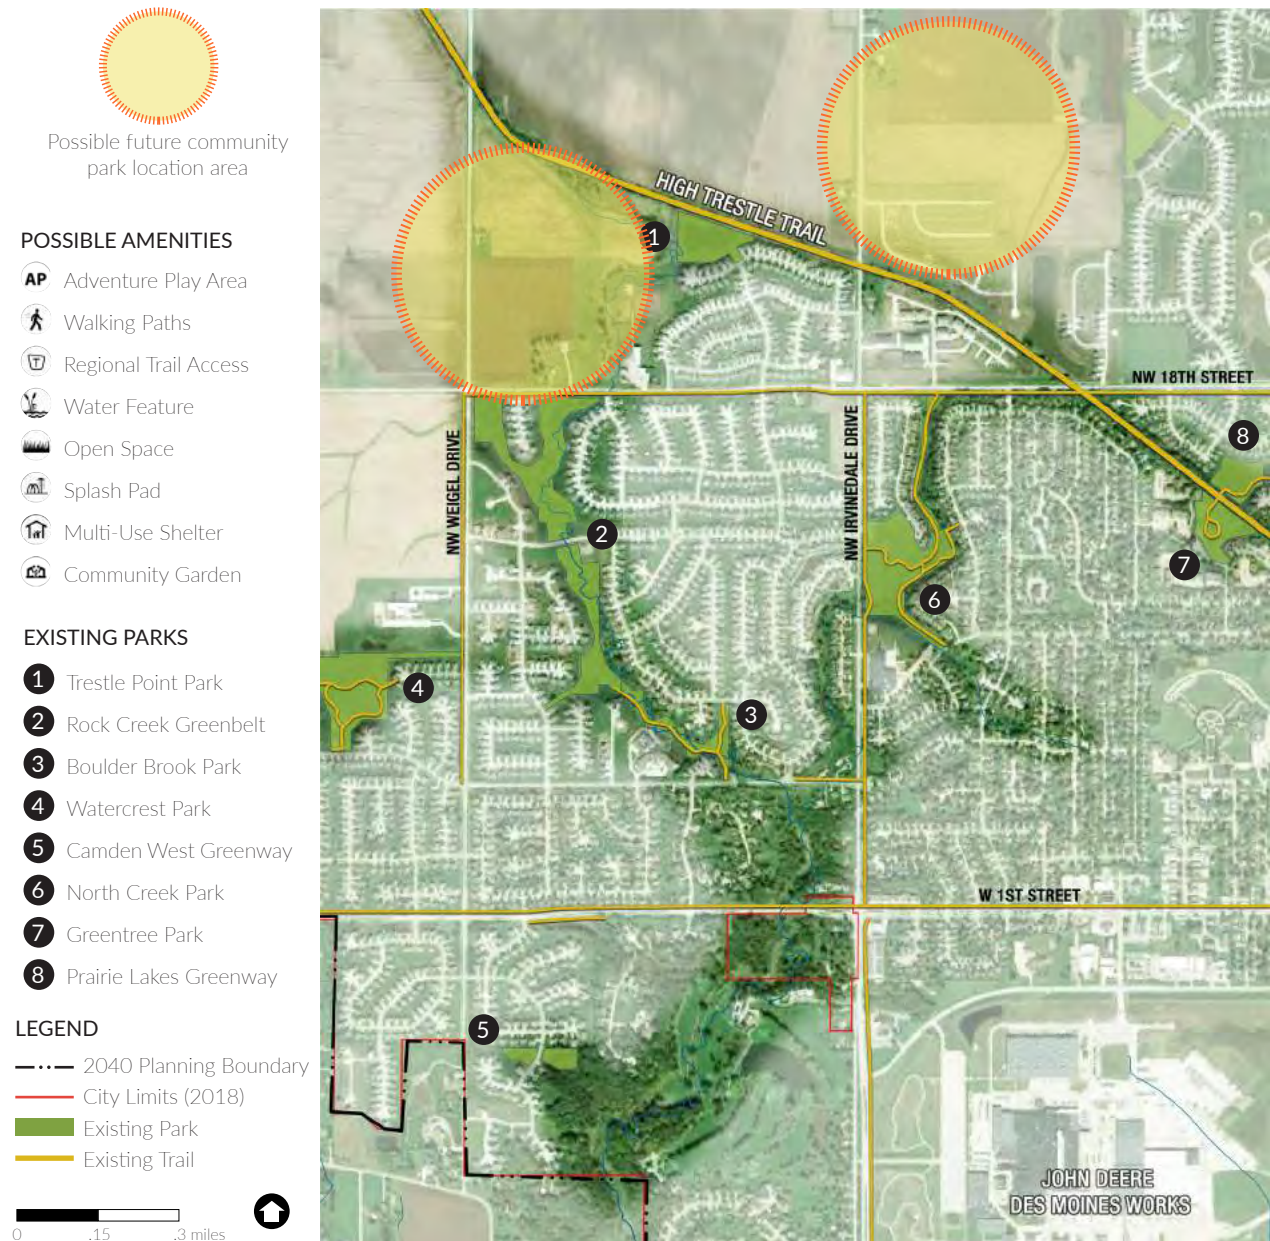 Possible future community
park location area
POSSIBLE AMENITIES
AP Adventure Play Area
Walking Paths
T Regional Trail Access
Water Feature
Open Space
Splash Pad
Multi-Use Shelter
Community Garden
EXISTING PARKS
1 Trestle Point Park
2 Rock Creek Greenbelt
3 Boulder Brook Park
4 Watercrest Park
5 Camden West Greenway
6 North Creek Park
7 Greentree Park
8 Prairie Lakes Greenway
LEGEND
2040 Planning Boundary
City Limits (2018)
Existing Park
Existing Trail
0 .15 .3 miles
HIGH TRESTLE TRAIL
1
NW 18TH STREET
NW WEIGEL DRIVE
NW IRVINEDALE DRIVE
8
2
7
6
4
3
W 1ST STREET
5
JOHN DEERE
DES MOINES WORKS